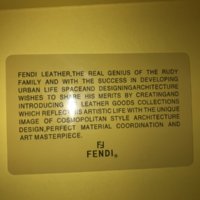 FENDI LEATHER,THE REAL GENIUS OF THE RUDY
FAMILY AND WITH THE SUCCESS IN DEVELOPING
URBAN LIFE SPACEAND DESIGNINGARCHITECTURE
WISHES TO SHARE HIS MERITS BY CREATINGAND
INTRODUCING LEATHER GOODS COLLECTIONS
WHICH REFLECT HIS ARTISTIC LIFE WITH THE UNIQUE
IMAGE OF COSMOPOLITAN STYLE ARCHITECTURE
DESIGN,PERFECT MATERIAL COORDINATION AND
ART MASTERPIECE.
FENDI®